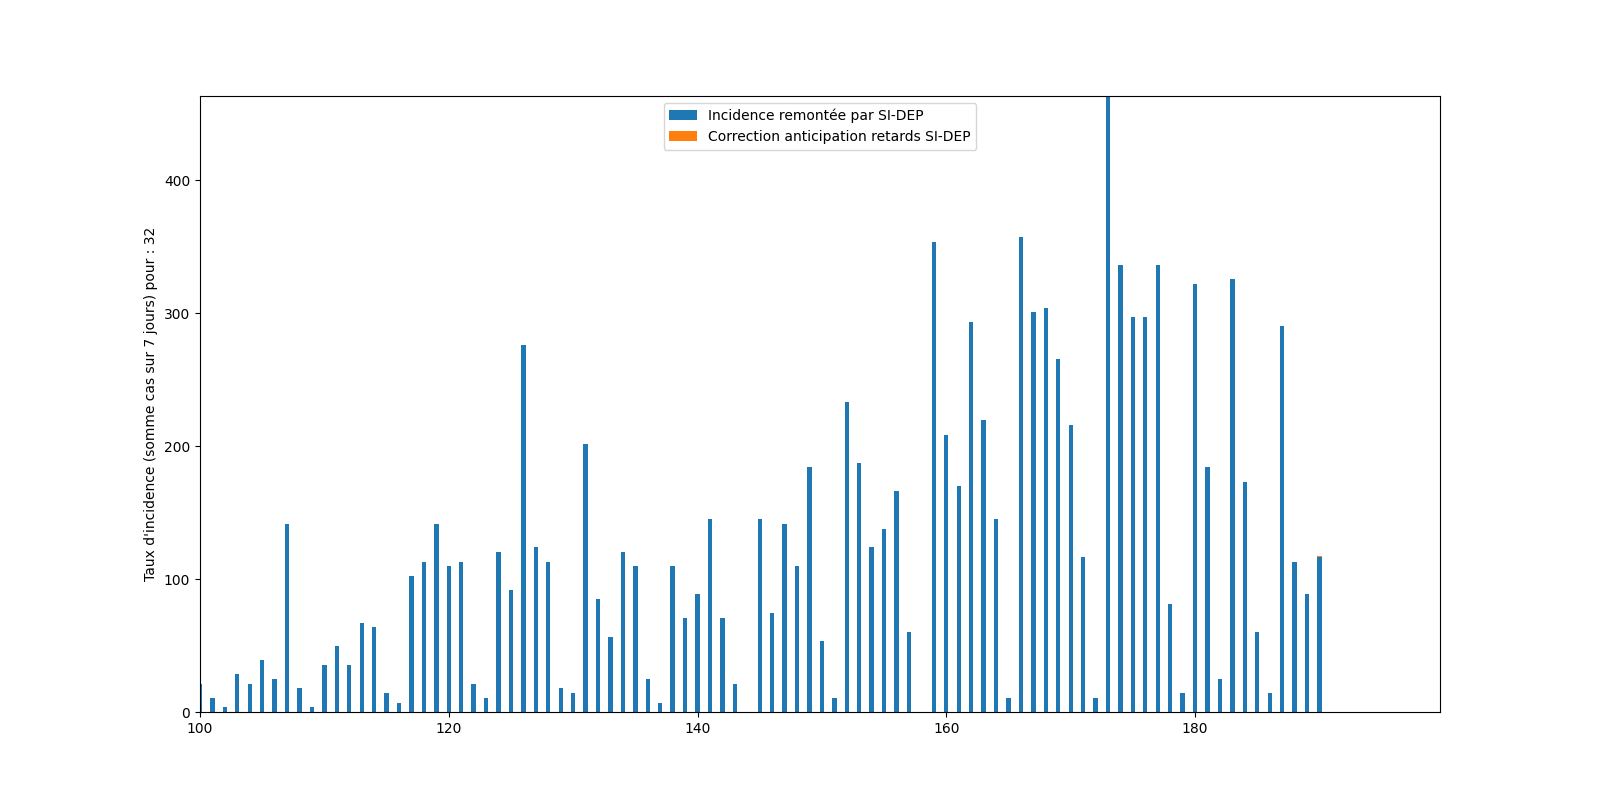 Incidence remontée par SI-DEP
Correction anticipation retards SI-DEP
Taux d'incidence (somme cas sur 7 jours) pour : 32
400
300
200
100
0
100 120 140 160 180